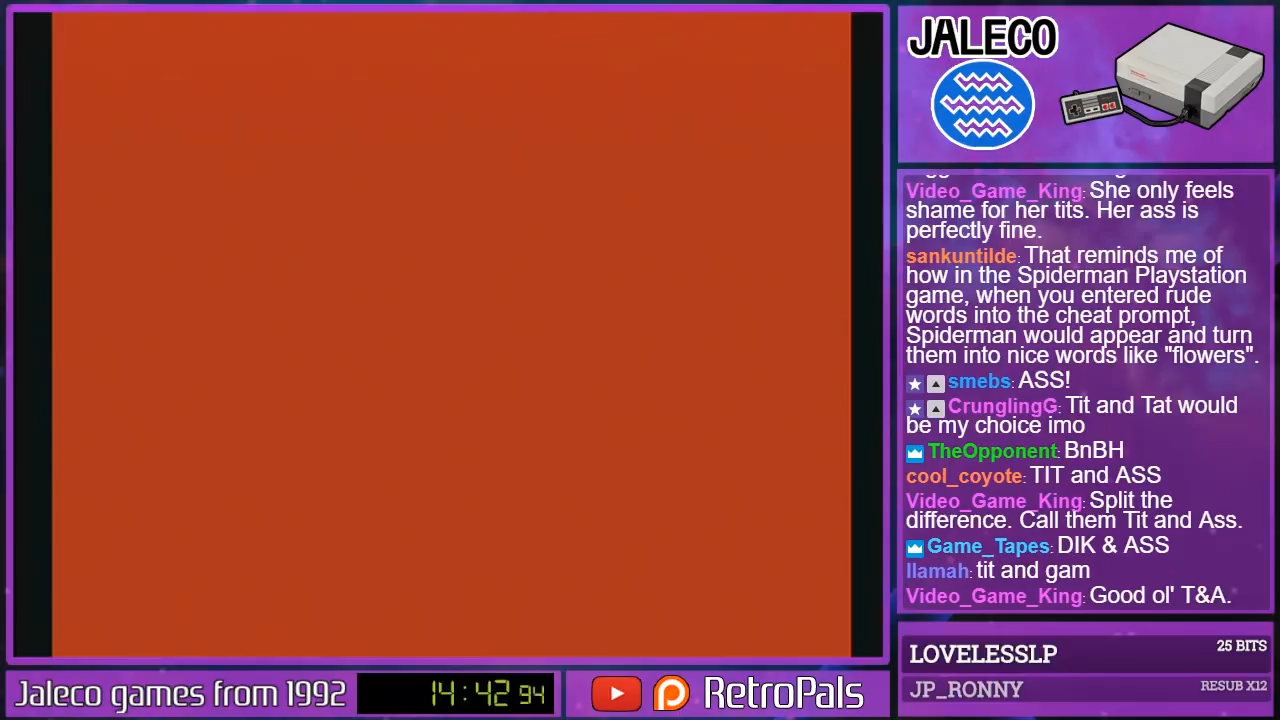 JALECO
Video_Game_King: She only feels
shame for her tits. Her ass is
perfectly fine.
sankuntilde: That reminds me of
how in the Spiderman Playstation
game, when you entered rude
words into the cheat prompt,
Spiderman would appear and turn
them into nice words like "flowers".
smebs: ASS!
CrunglingG: Tit and Tat would
be my choice imo
TheOpponent: BnBH
cool_coyote: TIT and ASS
Video_Game_King: Split the
difference. Call them Tit and Ass.
Game_Tapes: DIK & ASS
llamah: tit and gam
Video_Game_King: Good ol' T&A.
LOVELESSLP 25 BITS
JP_RONNY RESUB X12
Jaleco games from 1992 14:42 94 RetroPals